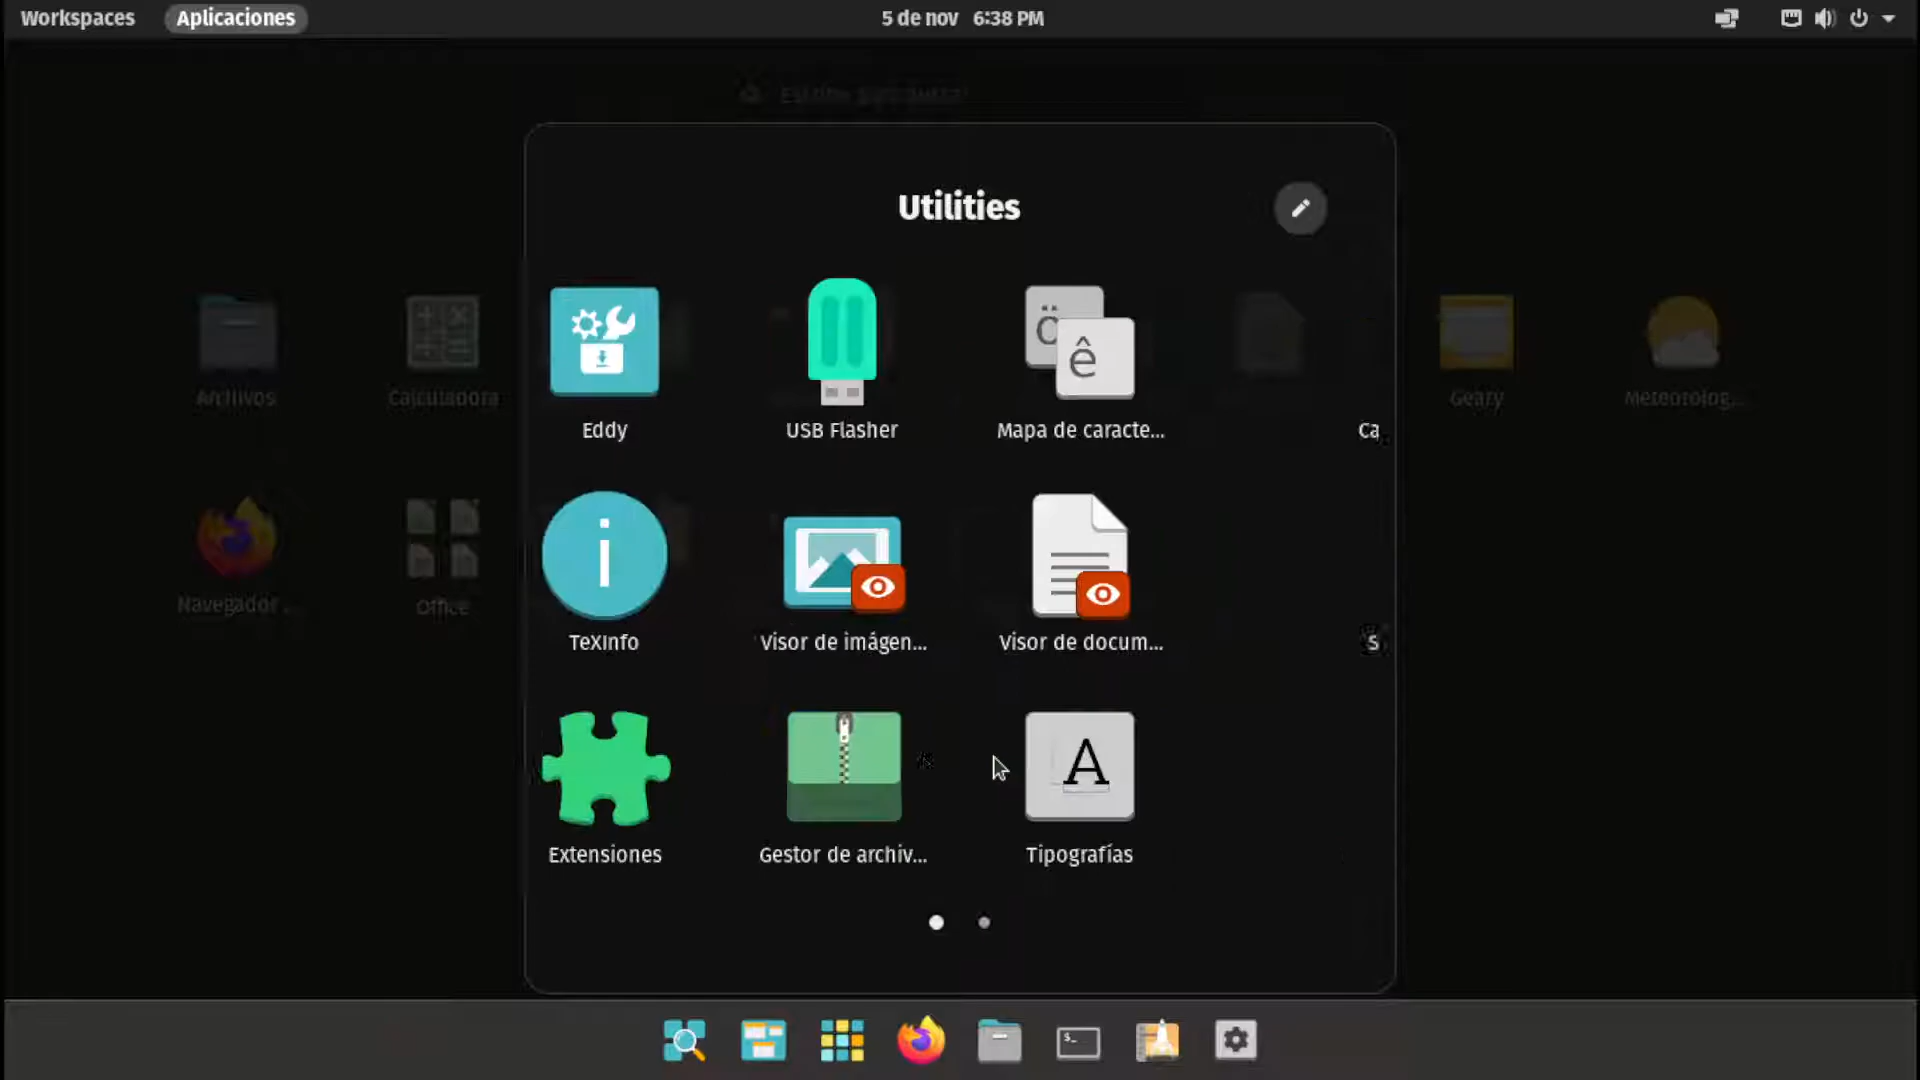 Workspaces Aplicaciones 5 de nov 6:38 PM
Utilities
Eddy USB Flasher Mapa de caracte... Ca
TeXInfo Visor de imágen... Visor de docum... S
Extensiones Gestor de archiv... Tipografías
Archivos Calculadora Geary Meteorolog...
Navegador ... Office